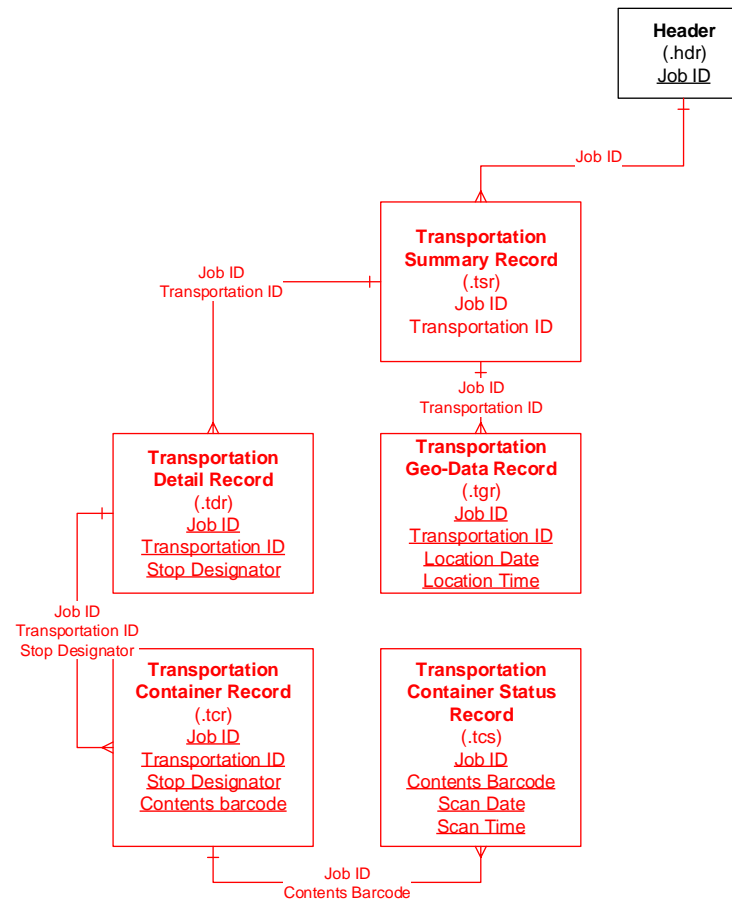 Header
(.hdr)
Job ID
Job ID
Transportation
Summary Record
(.tsr)
Job ID
Transportation ID
Job ID
Transportation ID
Job ID
Transportation ID
Transportation
Detail Record
(.tdr)
Job ID
Transportation ID
Stop Designator
Transportation
Geo-Data Record
(.tgr)
Job ID
Transportation ID
Location Date
Location Time
Job ID
Transportation ID
Stop Designator
Transportation
Container Record
(.tcr)
Job ID
Transportation ID
Stop Designator
Contents barcode
Transportation
Container Status
Record
(.tcs)
Job ID
Contents Barcode
Scan Date
Scan Time
Job ID
Contents Barcode